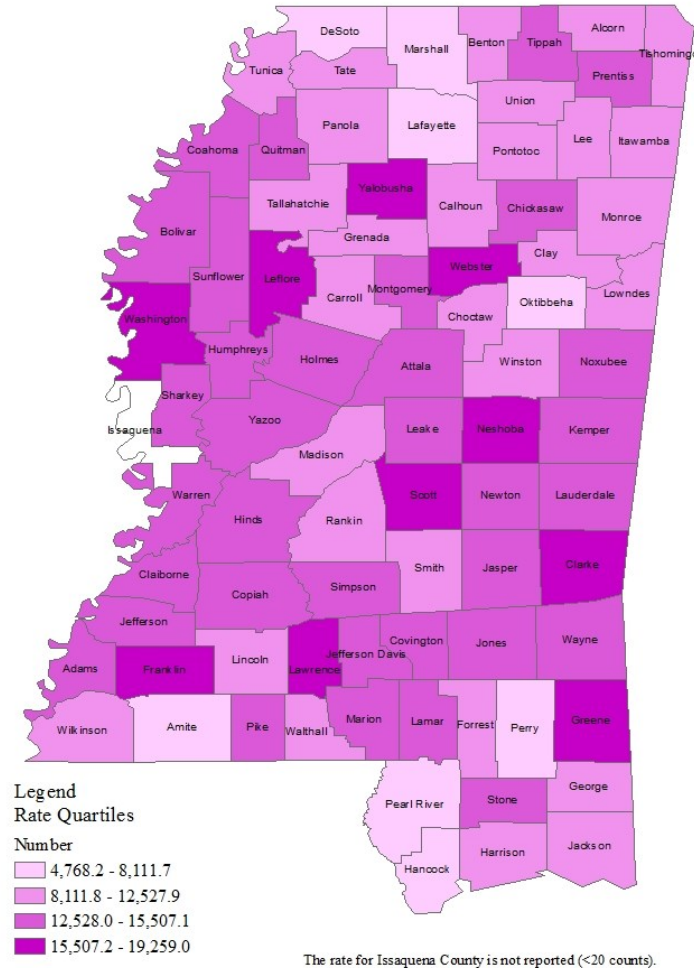 DeSoto
Marshall
Benton
Tippah
Alcorn
Tishomingo
Tunica
Tate
Prentiss
Union
Panola
Lafayette
Lee
Itawamba
Pontotoc
Coahoma
Quitman
Yalobusha
Tallahatchie
Calhoun
Chickasaw
Monroe
Bolivar
Grenada
Sunflower
Leflore
Webster
Clay
Carroll
Montgomery
Oktibbeha
Lowndes
Choctaw
Washington
Humphreys
Holmes
Attala
Winston
Noxubee
Sharkey
Issaquena
Yazoo
Leake
Neshoba
Kemper
Madison
Warren
Scott
Newton
Lauderdale
Hinds
Rankin
Smith
Jasper
Clarke
Claiborne
Copiah
Simpson
Jefferson
Covington
Jones
Wayne
Jefferson Davis
Adams
Franklin
Lincoln
Lawrence
Marion
Lamar
Forrest
Perry
Greene
Wilkinson
Amite
Pike
Walthall
Pearl River
Stone
George
Hancock
Harrison
Jackson
Legend
Rate Quartiles
Number
4,768.2 - 8,111.7
8,111.8 - 12,527.9
12,528.0 - 15,507.1
15,507.2 - 19,259.0
The rate for Issaquena County is not reported (<20 counts).